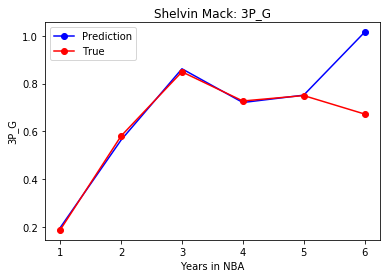 Shelvin Mack: 3P_G
Prediction
True
1.0
0.8
0.6
0.4
0.2
3P_G
1 2 3 4 5 6
Years in NBA